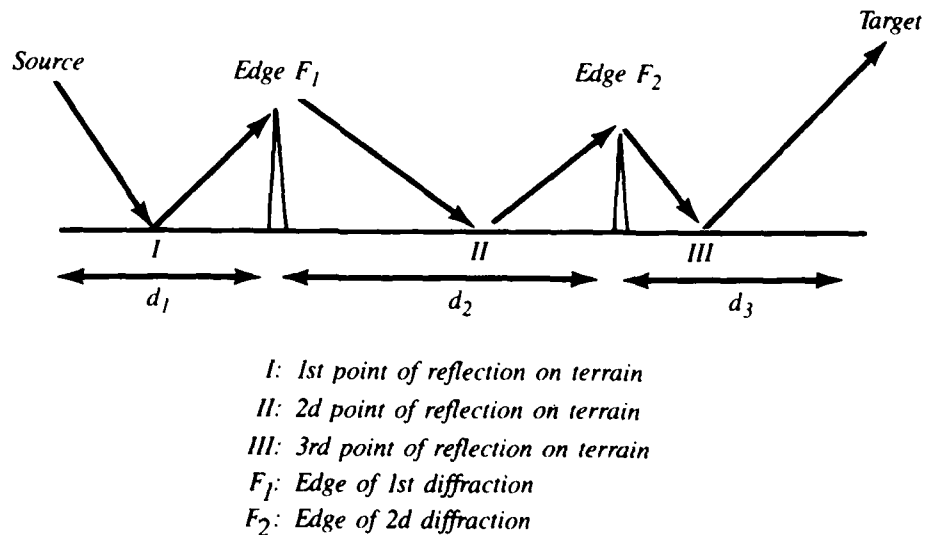 Target
Source
Edge F1
Edge F2
I
II
III
d1
d2
d3
I: 1st point of reflection on terrain
II: 2d point of reflection on terrain
III: 3rd point of reflection on terrain
F1: Edge of 1st diffraction
F2: Edge of 2d diffraction